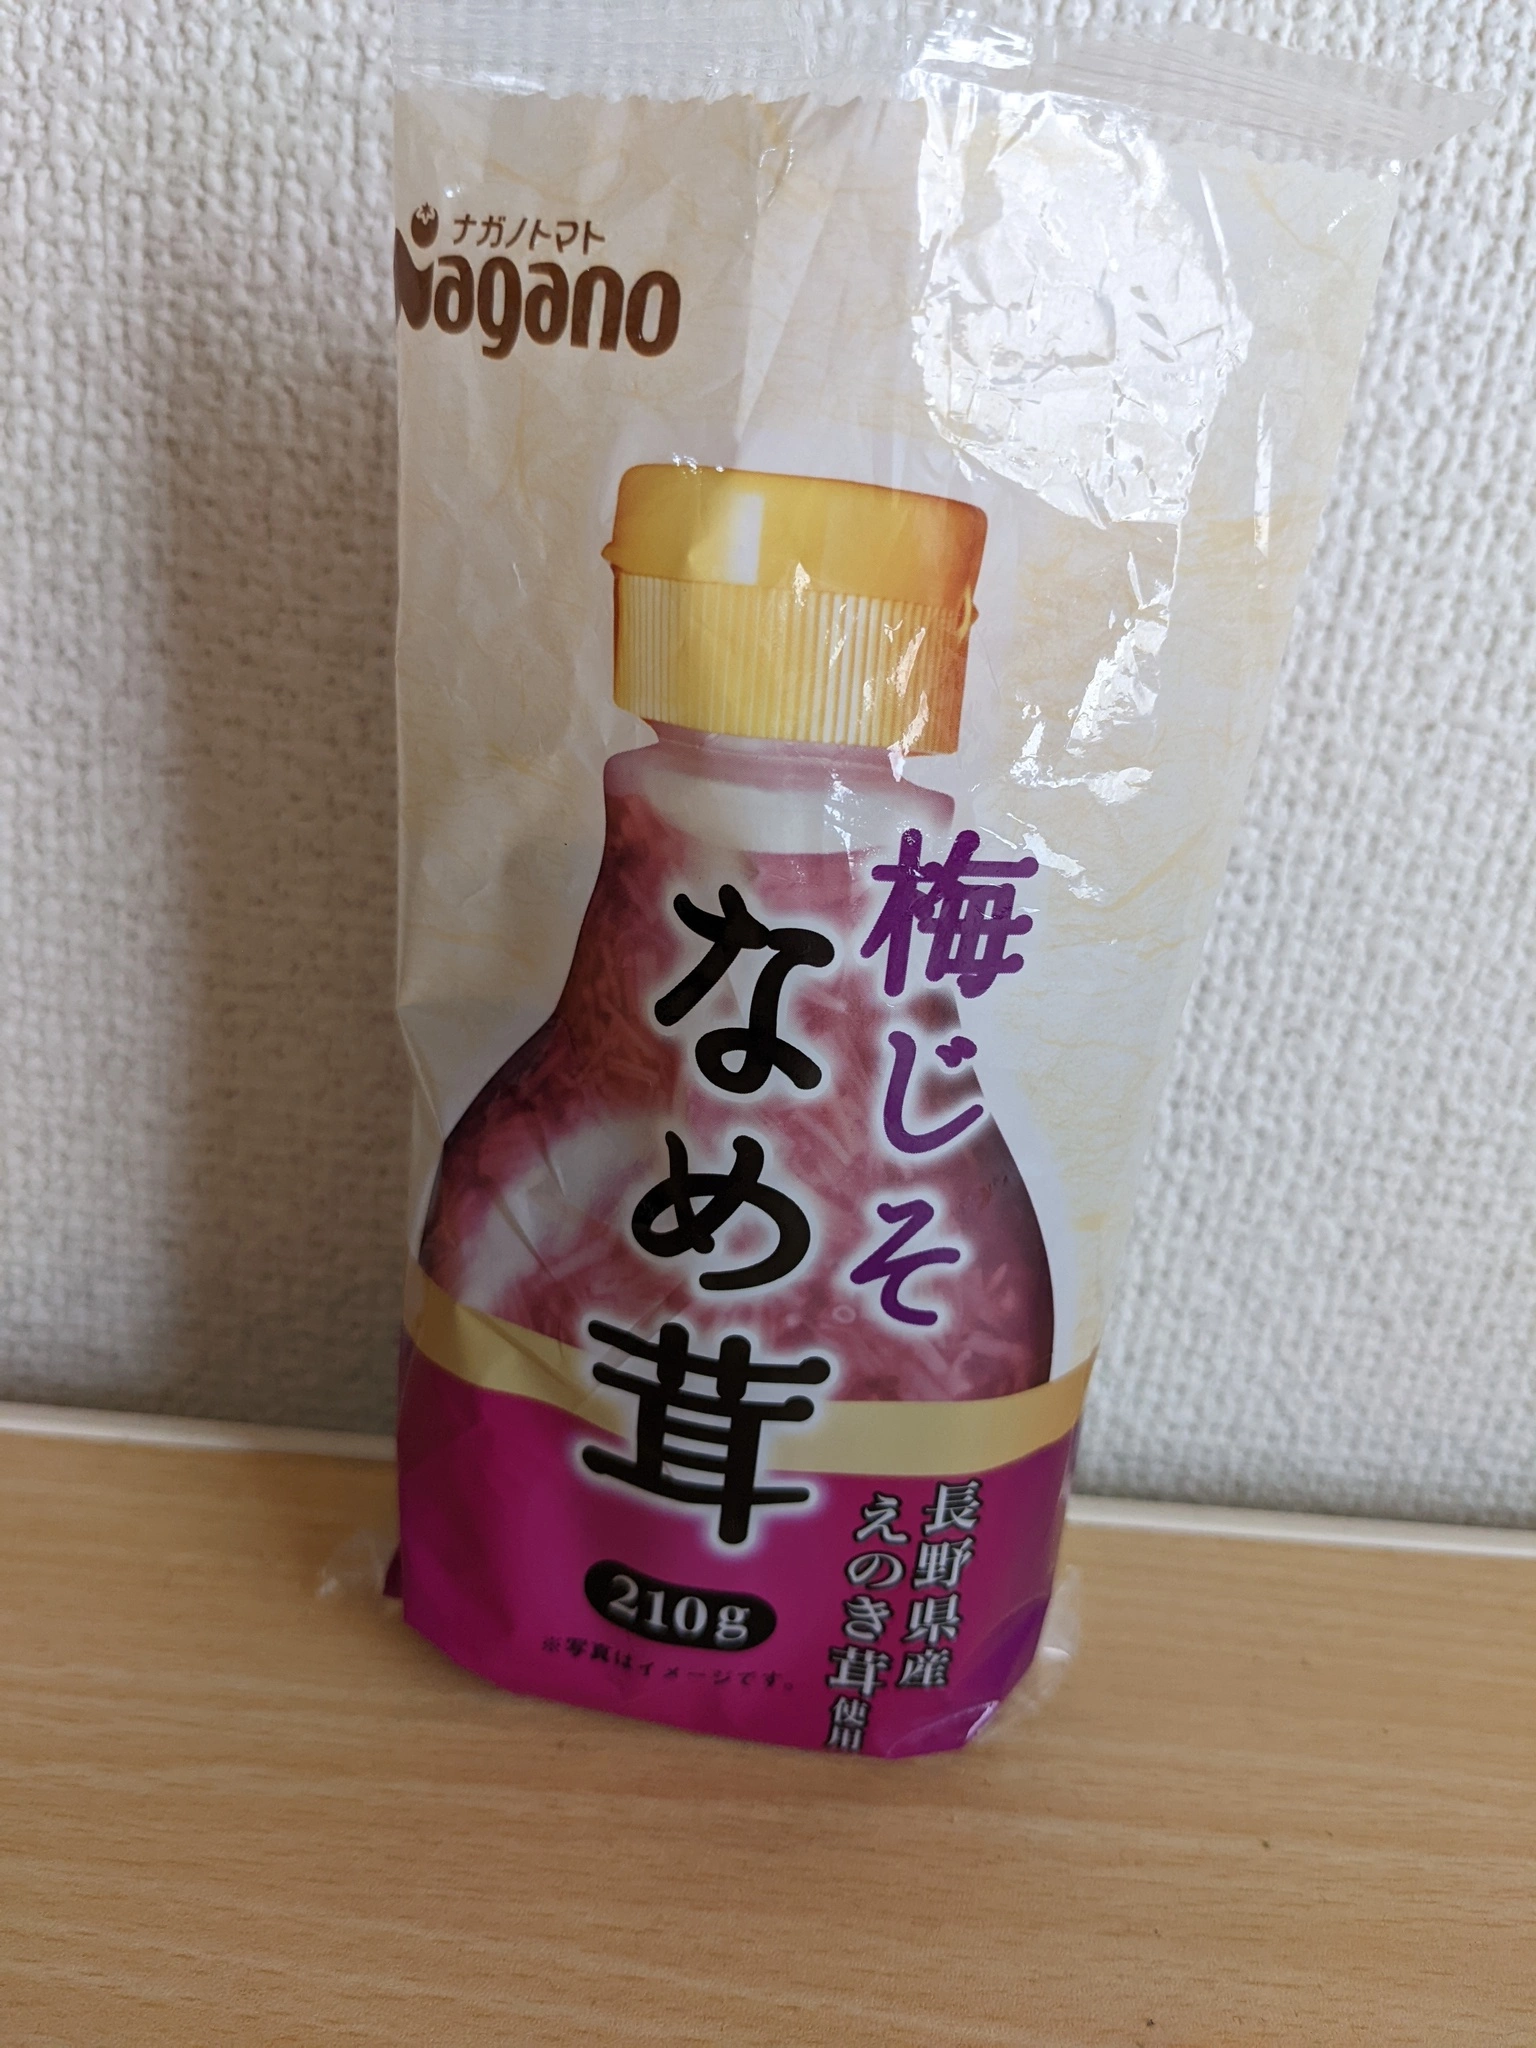 ナガノトマト
Nagano
梅じそ
なめ茸
長野県産
えのき茸使用
210g
※写真はイメージです。